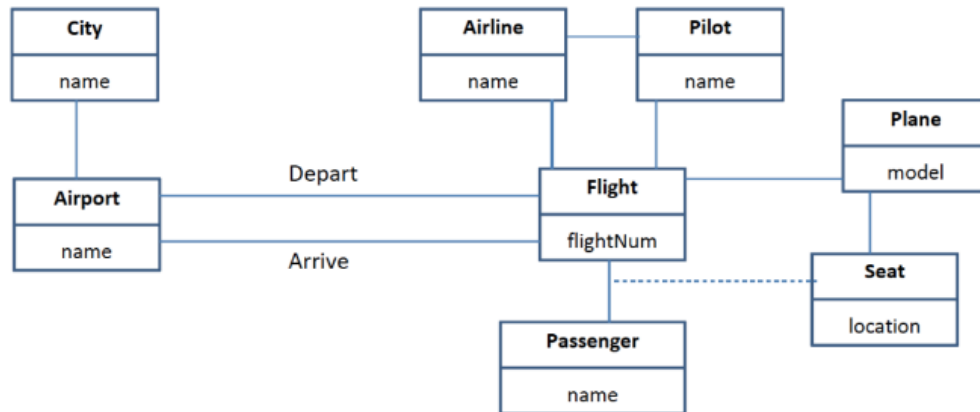 City
name
Airline
name
Pilot
name
Plane
model
Airport
name
Depart
Arrive
Flight
flightNum
Seat
location
Passenger
name